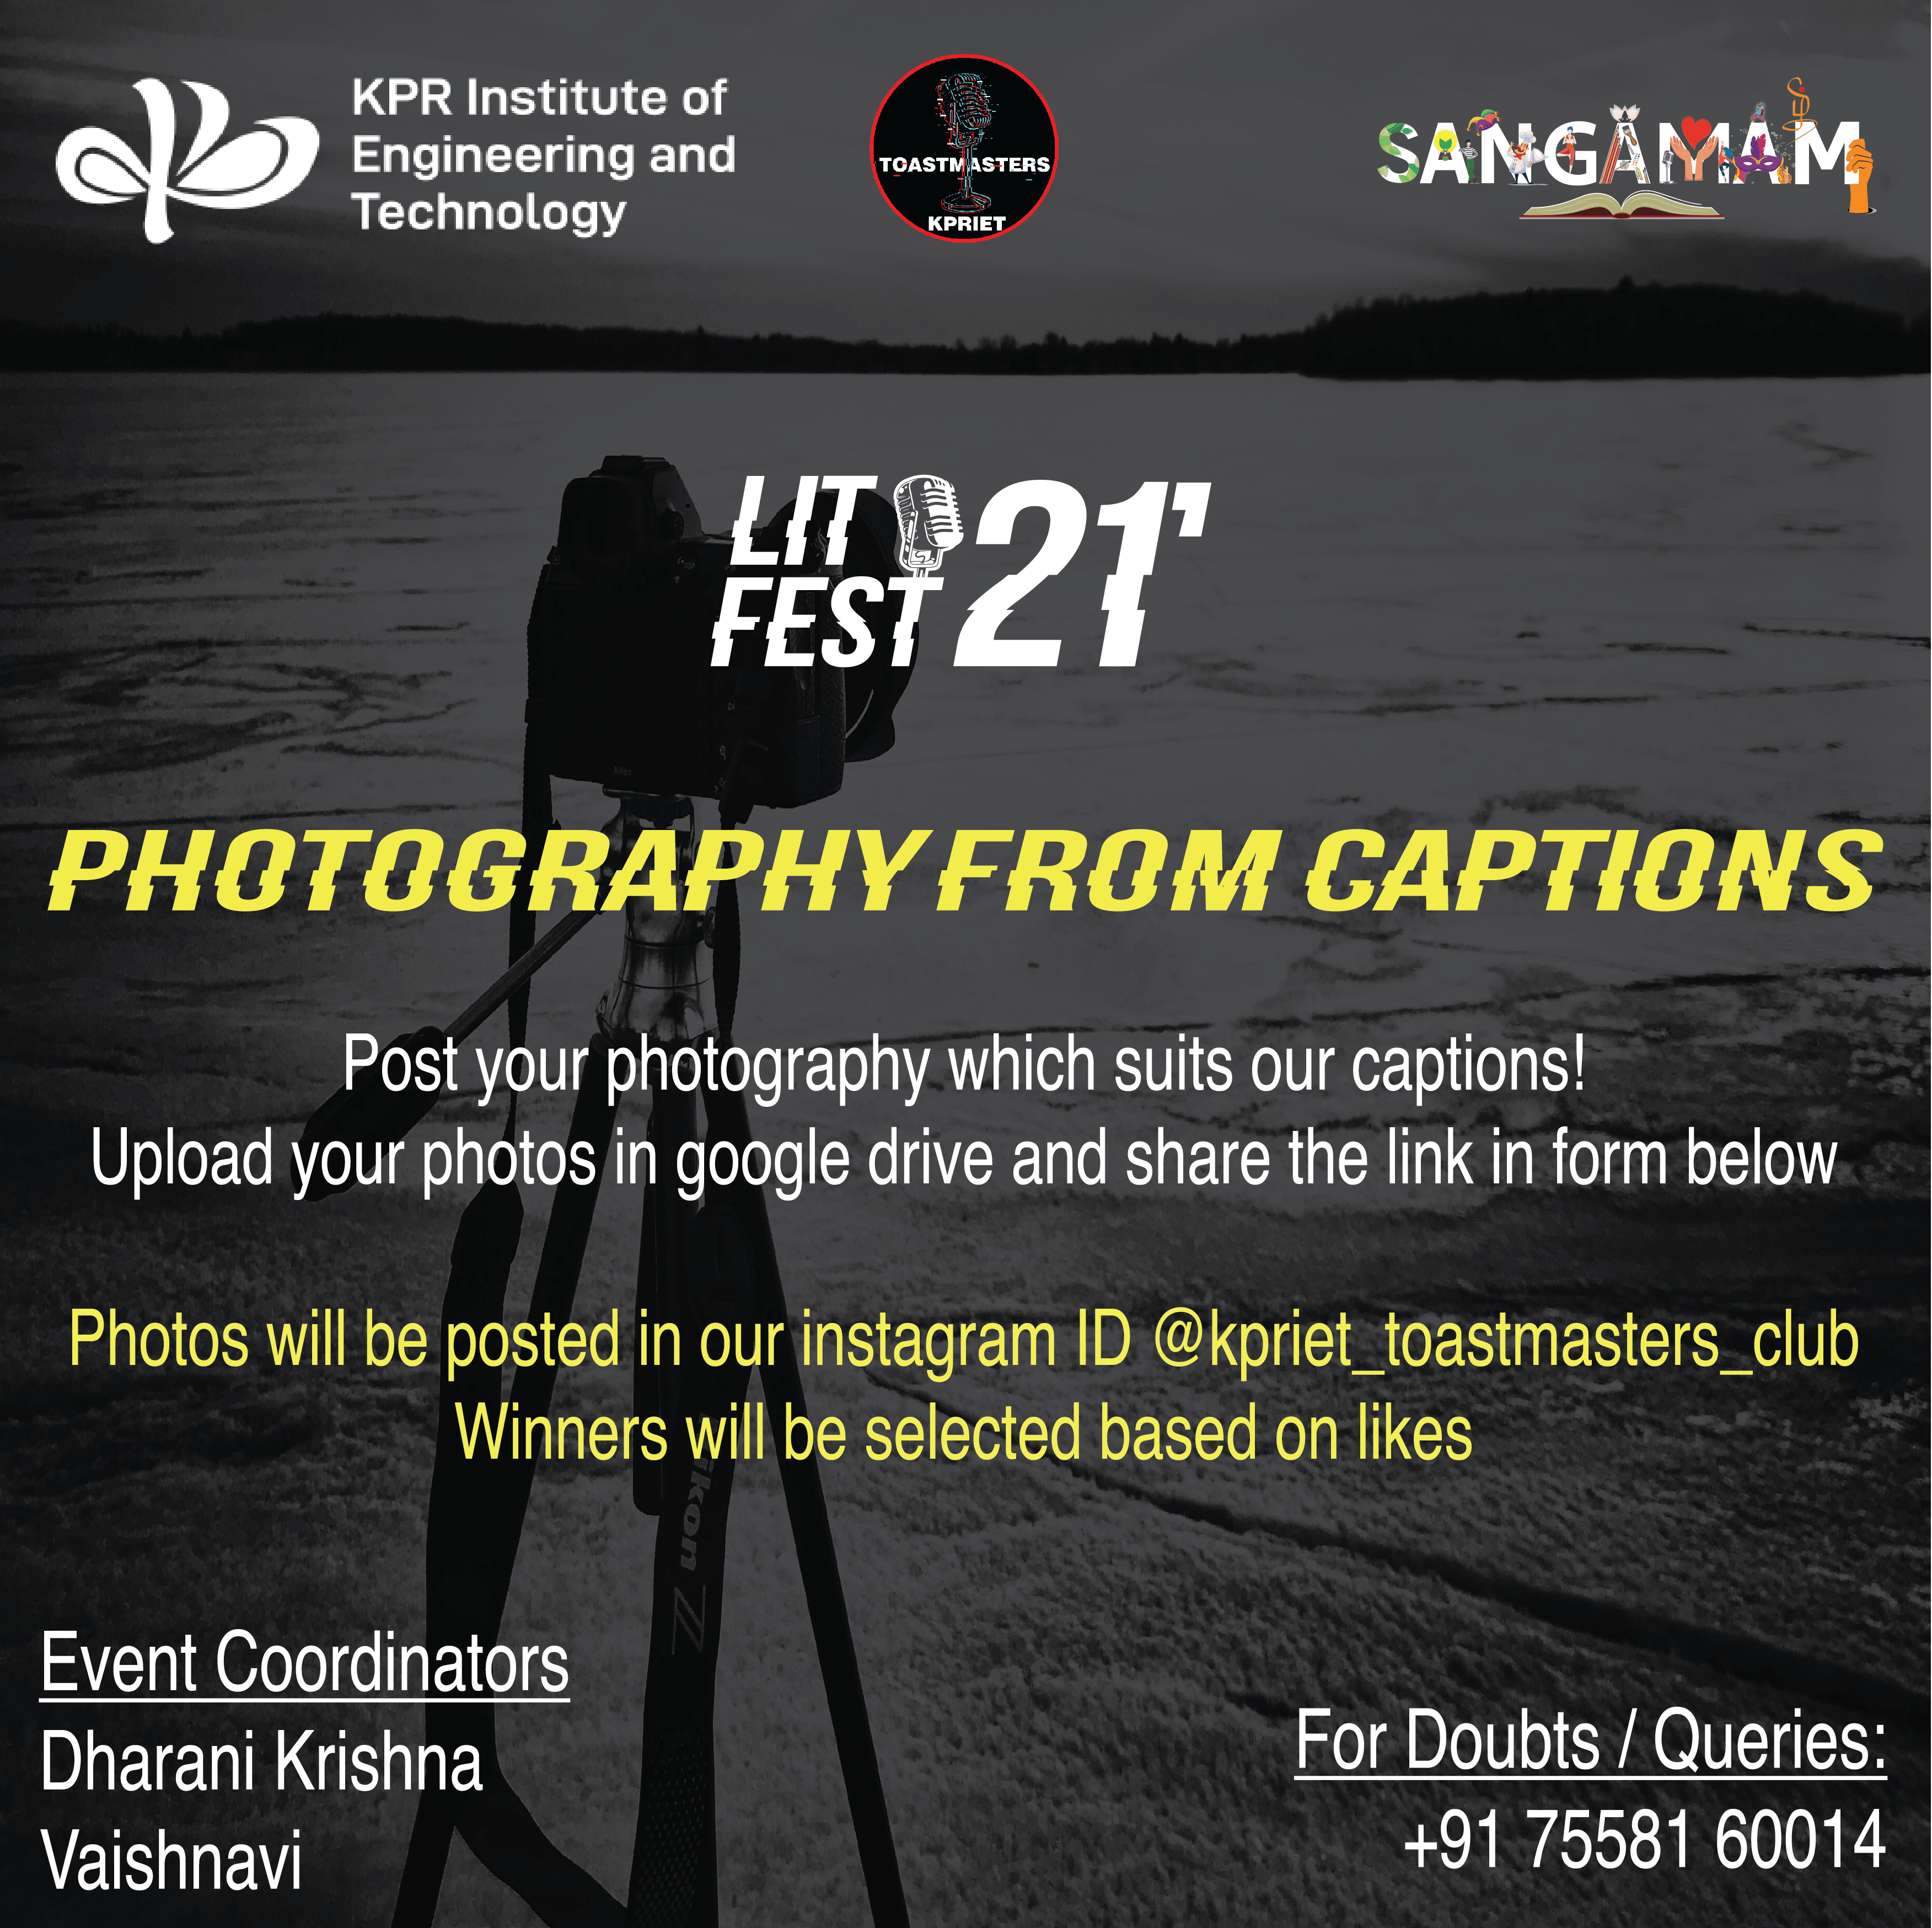 KPR Institute of
Engineering and
Technology
TOASTMASTERS
KPRIET
SANGAMAM
LIT
FEST 21'
PHOTOGRAPHY FROM CAPTIONS
Post your photography which suits our captions!
Upload your photos in google drive and share the link in form below
Photos will be posted in our instagram ID @kpriet_toastmasters_club
Winners will be selected based on likes
Event Coordinators
Dharani Krishna
Vaishnavi
For Doubts / Queries:
+91 75581 60014
Nikon
ikon Z